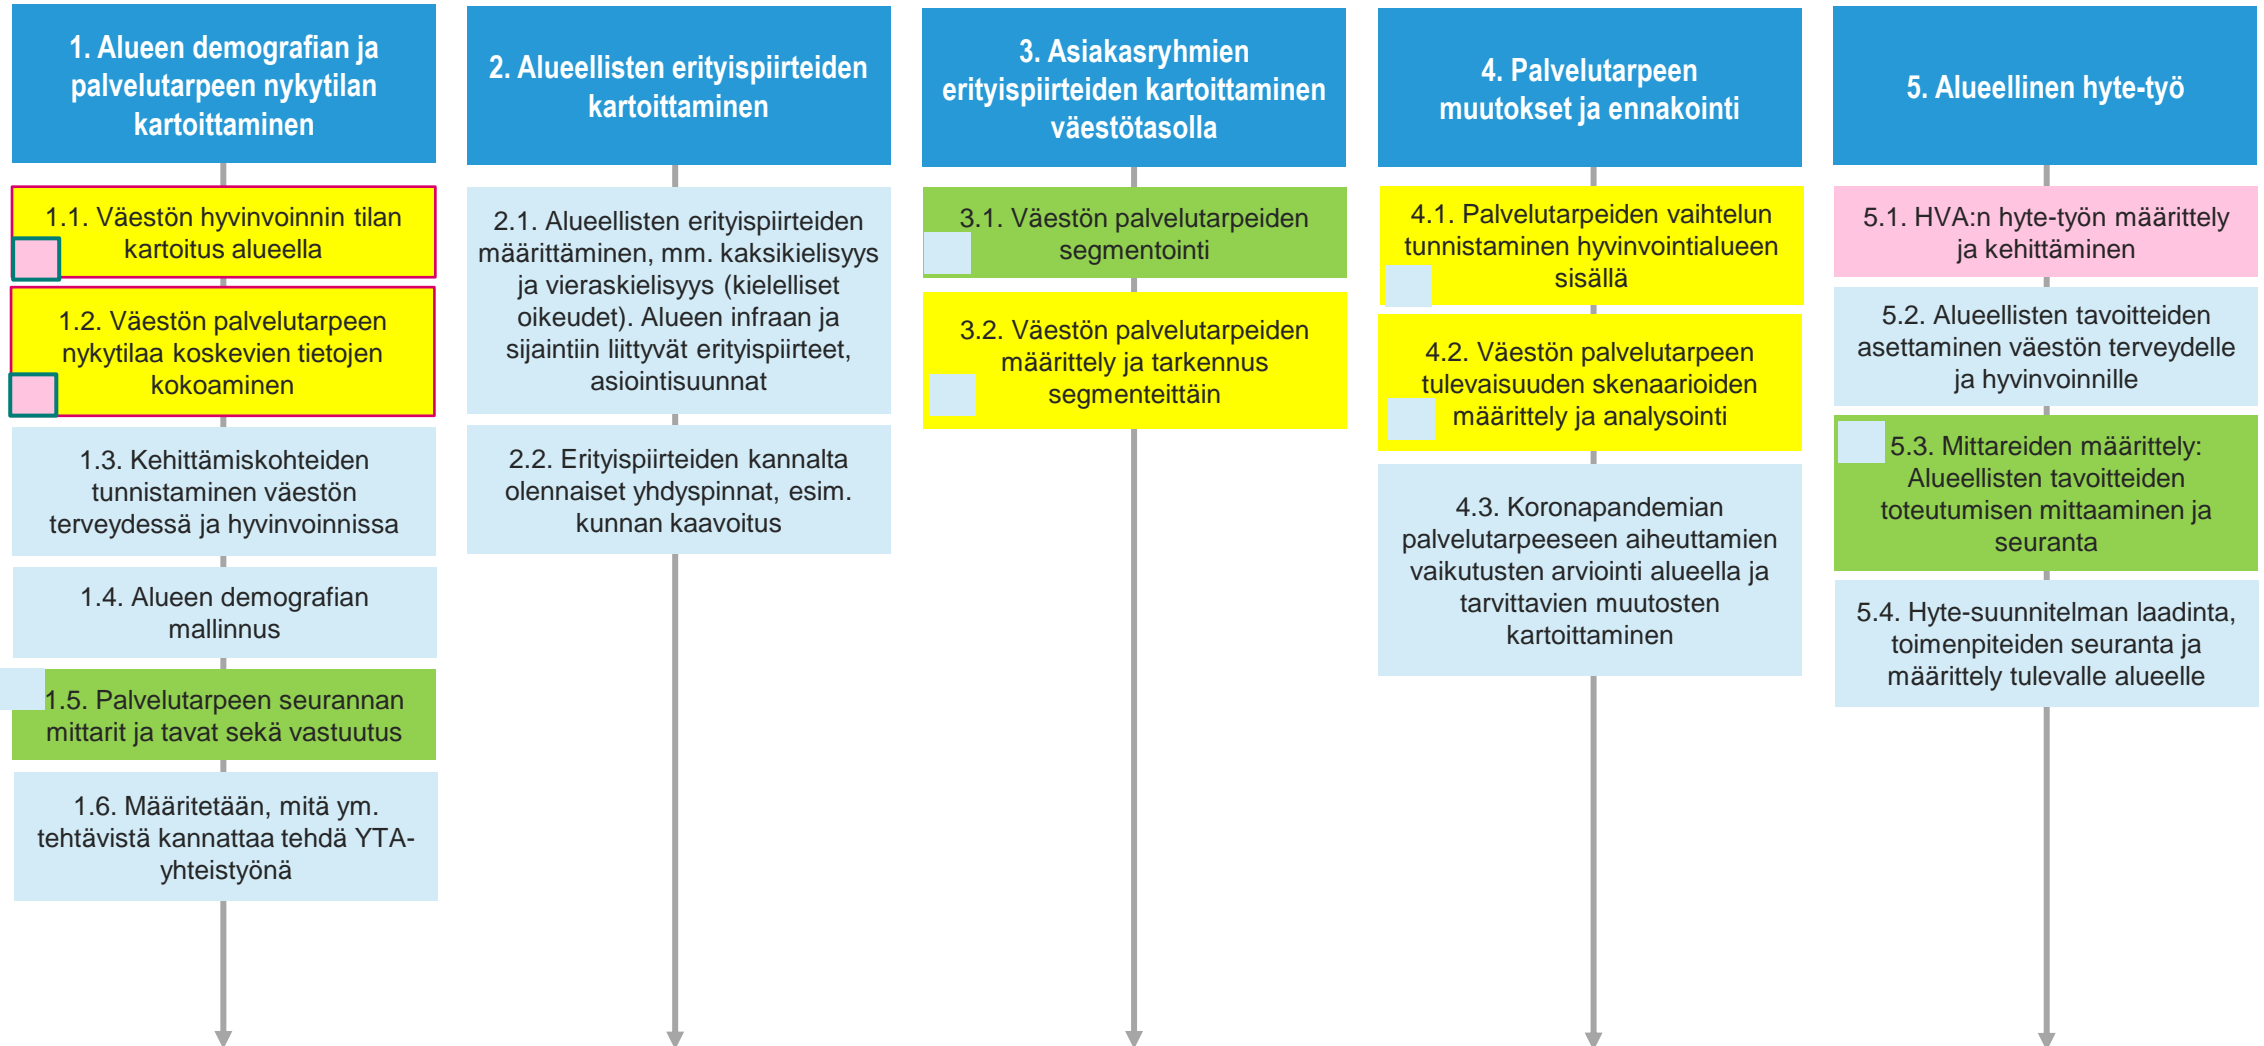 1. Alueen demografian ja
palvelutarpeen nykytilan
kartoittaminen
1.1. Väestön hyvinvoinnin tilan
kartoitus alueella
1.2. Väestön palvelutarpeen
nykytilaa koskevien tietojen
kokoaminen
1.3. Kehittämiskohteiden
tunnistaminen väestön
terveydessä ja hyvinvoinnissa
1.4. Alueen demografian
mallinnus
1.5. Palvelutarpeen seurannan
mittarit ja tavat sekä vastuutus
1.6. Määritetään, mitä ym.
tehtävistä kannattaa tehdä YTA-
yhteistyönä
2. Alueellisten erityispiirteiden
kartoittaminen
2.1. Alueellisten erityispiirteiden
määrittäminen, mm. kaksikielisyys
ja vieraskielisyys (kielelliset
oikeudet). Alueen infraan ja
sijaintiin liittyvät erityispiirteet,
asiointisuunnat
2.2. Erityispiirteiden kannalta
olennaiset yhdyspinnat, esim.
kunnan kaavoitus
3. Asiakasryhmien
erityispiirteiden kartoittaminen
väestötasolla
3.1. Väestön palvelutarpeiden
segmentointi
3.2. Väestön palvelutarpeiden
määrittely ja tarkennus
segmenteittäin
4. Palvelutarpeen
muutokset ja ennakointi
4.1. Palvelutarpeiden vaihtelun
tunnistaminen hyvinvointialueen
sisällä
4.2. Väestön palvelutarpeen
tulevaisuuden skenaarioiden
määrittely ja analysointi
4.3. Koronapandemian
palvelutarpeeseen aiheuttamien
vaikutusten arviointi alueella ja
tarvittavien muutosten
kartoittaminen
5. Alueellinen hyte-työ
5.1. HVA:n hyte-työn määrittely
ja kehittäminen
5.2. Alueellisten tavoitteiden
asettaminen väestön terveydelle
ja hyvinvoinnille
5.3. Mittareiden määrittely:
Alueellisten tavoitteiden
toteutumisen mittaaminen ja
seuranta
5.4. Hyte-suunnitelman laadinta,
toimenpiteiden seuranta ja
määrittely tulevalle alueelle